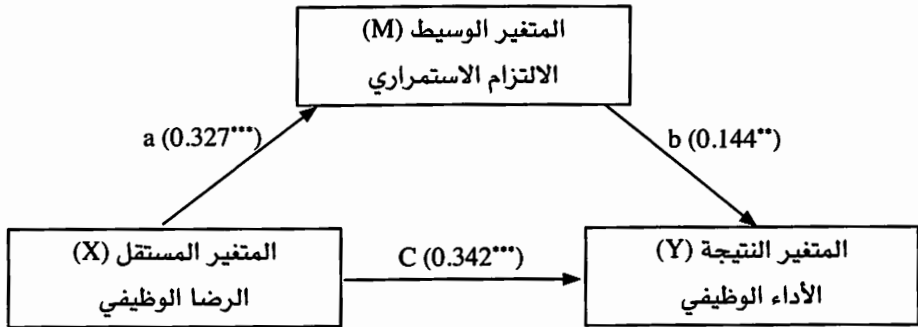 المتغير الوسيط (M)
الالتزام الاستمراري
a (0.327***)
b (0.144**)
المتغير المستقل (X)
الرضا الوظيفي
C (0.342***)
المتغير النتيجة (Y)
الأداء الوظيفي